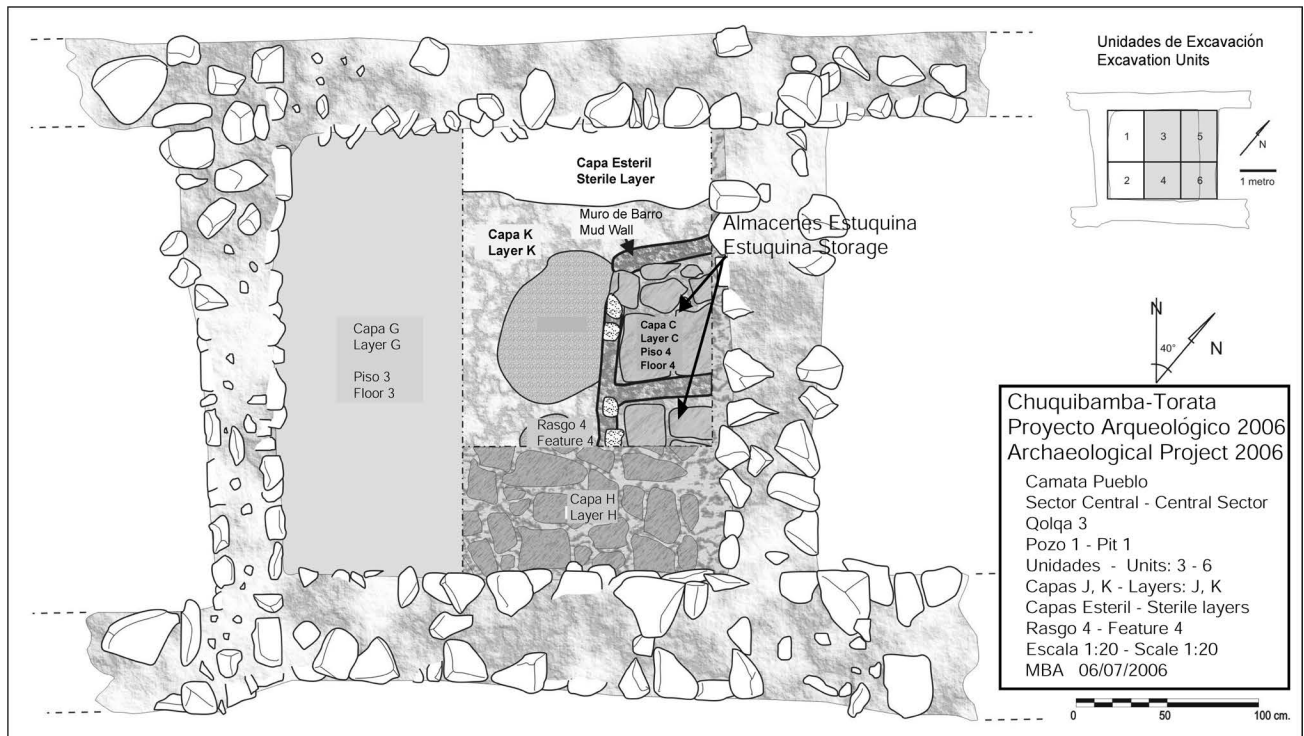 Unidades de Excavación
Excavation Units
1
3
5
2
4
6
N
1 metro
Capa Esteril
Sterile Layer
Muro de Barro
Mud Wall
Almacenes Estuquina
Estuquina Storage
Capa K
Layer K
Capa G
Layer G
Piso 3
Floor 3
Capa C
Layer C
Piso 4
Floor 4
Rasgo 4
Feature 4
Capa H
Layer H
N
40°
N
Chuquibamba-Torata
Proyecto Arqueológico 2006
Archaeological Project 2006
Camata Pueblo
Sector Central - Central Sector
Qolqa 3
Pozo 1 - Pit 1
Unidades - Units: 3 - 6
Capas J, K - Layers: J, K
Capas Esteril - Sterile layers
Rasgo 4 - Feature 4
Escala 1:20 - Scale 1:20
MBA 06/07/2006
0 50 100 cm.